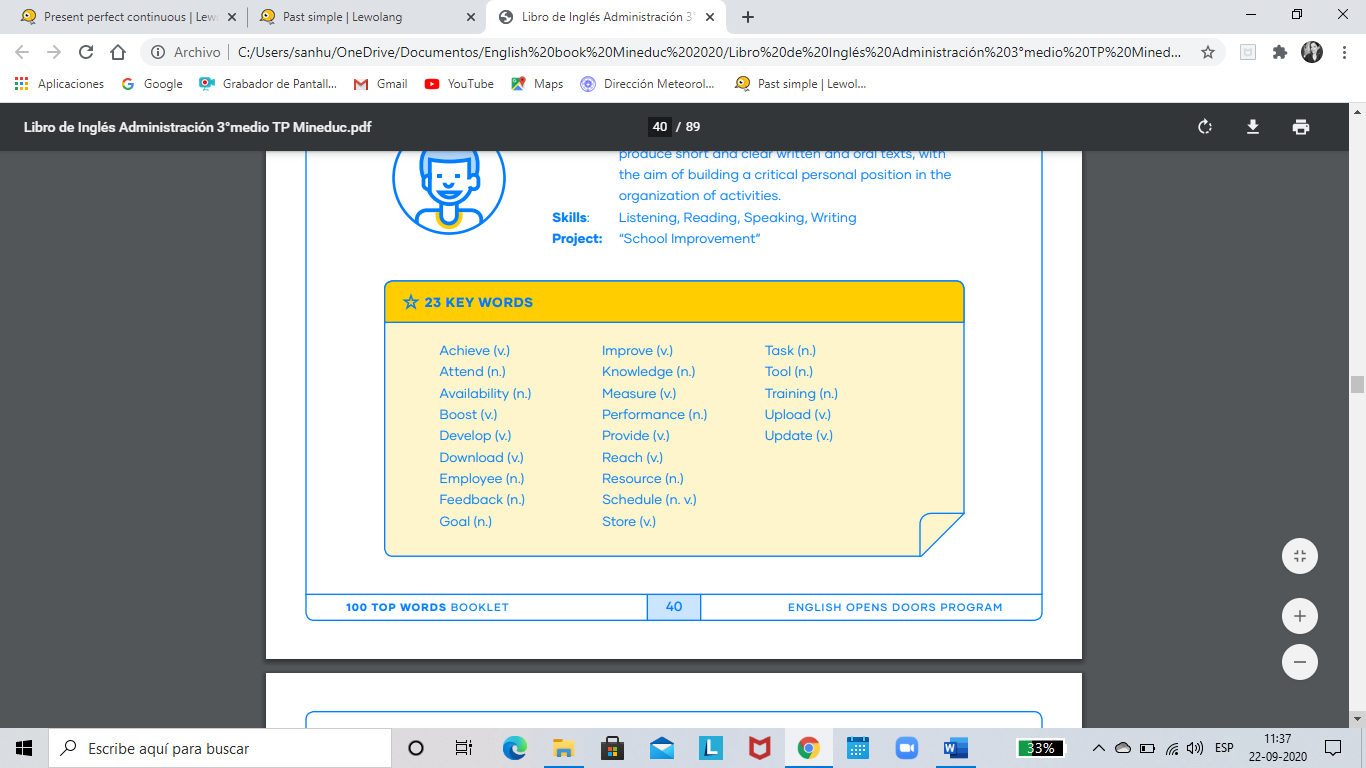 Present perfect continuous | Lew
Past simple | Lewolang
Libro de Inglés Administración 3°
Archivo
C:/Users/sanhu/OneDrive/Documentos/English%20book%20Mineduc%202020/Libro%20de%20Inglés%20Administración%203°medio%20TP%20Mined...
Aplicaciones
Google
Grabador de Pantall...
Gmail
YouTube
Maps
Dirección Meteorol...
Past simple | Lewol...
Libro de Inglés Administración 3°medio TP Mineduc.pdf
40 / 89
produce short and clear written and oral texts, with
the aim of building a critical personal position in the
organization of activities.
Skills: Listening, Reading, Speaking, Writing
Project: “School Improvement”
23 KEY WORDS
Achieve (v.)
Attend (n.)
Availability (n.)
Boost (v.)
Develop (v.)
Download (v.)
Employee (n.)
Feedback (n.)
Goal (n.)
Improve (v.)
Knowledge (n.)
Measure (v.)
Performance (n.)
Provide (v.)
Reach (v.)
Resource (n.)
Schedule (n. v.)
Store (v.)
Task (n.)
Tool (n.)
Training (n.)
Upload (v.)
Update (v.)
100 TOP WORDS BOOKLET
40
ENGLISH OPENS DOORS PROGRAM
Escribe aquí para buscar
33%
ESP
11:37
22-09-2020